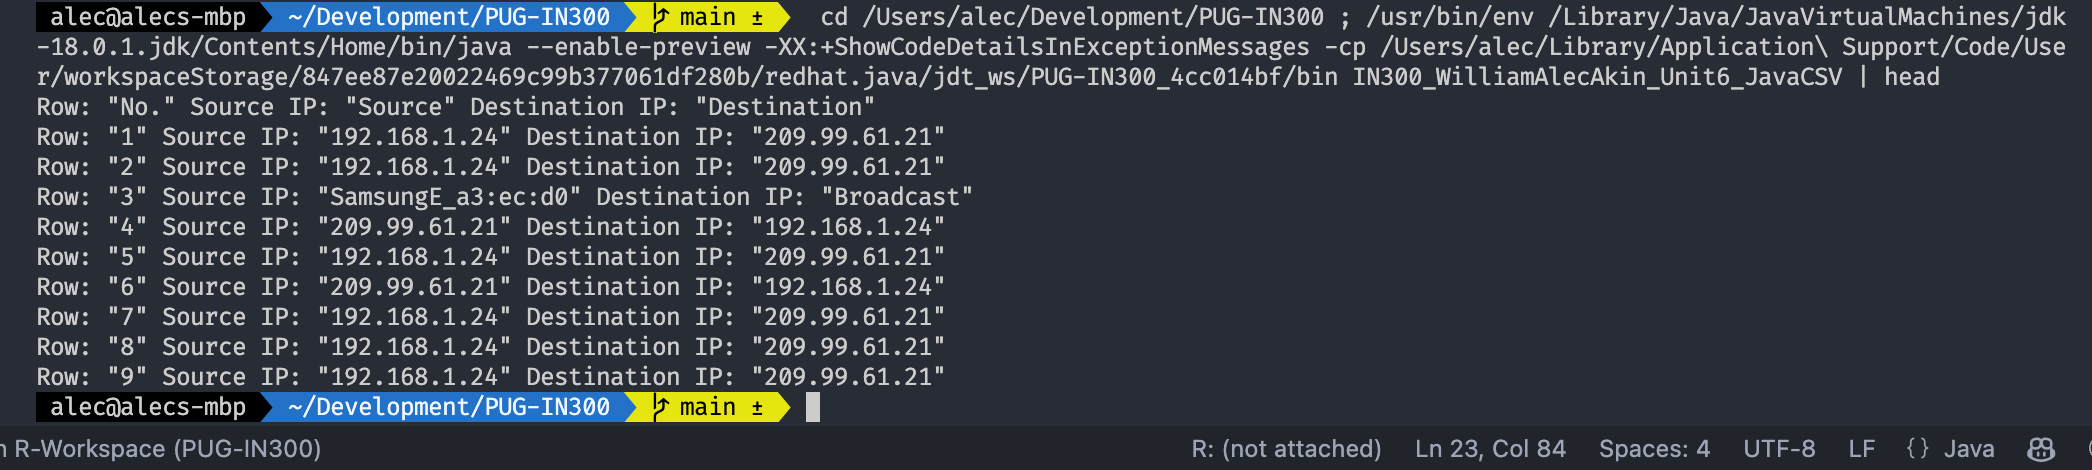 alec@alecs-mbp ~/Development/PUG-IN300 main ± cd /Users/alec/Development/PUG-IN300 ; /usr/bin/env /Library/Java/JavaVirtualMachines/jdk
-18.0.1.jdk/Contents/Home/bin/java --enable-preview -XX:+ShowCodeDetailsInExceptionMessages -cp /Users/alec/Library/Application\ Support/Code/Use
r/workspaceStorage/847ee87e20022469c99b377061df280b/redhat.java/jdt_ws/PUG-IN300_4cc014bf/bin IN300_WilliamAlecAkin_Unit6_JavaCSV | head
Row: "No." Source IP: "Source" Destination IP: "Destination"
Row: "1" Source IP: "192.168.1.24" Destination IP: "209.99.61.21"
Row: "2" Source IP: "192.168.1.24" Destination IP: "209.99.61.21"
Row: "3" Source IP: "SamsungE_a3:ec:d0" Destination IP: "Broadcast"
Row: "4" Source IP: "209.99.61.21" Destination IP: "192.168.1.24"
Row: "5" Source IP: "192.168.1.24" Destination IP: "209.99.61.21"
Row: "6" Source IP: "209.99.61.21" Destination IP: "192.168.1.24"
Row: "7" Source IP: "192.168.1.24" Destination IP: "209.99.61.21"
Row: "8" Source IP: "192.168.1.24" Destination IP: "209.99.61.21"
Row: "9" Source IP: "192.168.1.24" Destination IP: "209.99.61.21"
alec@alecs-mbp ~/Development/PUG-IN300 main ±
n R-Workspace (PUG-IN300) R: (not attached) Ln 23, Col 84 Spaces: 4 UTF-8 LF {} Java